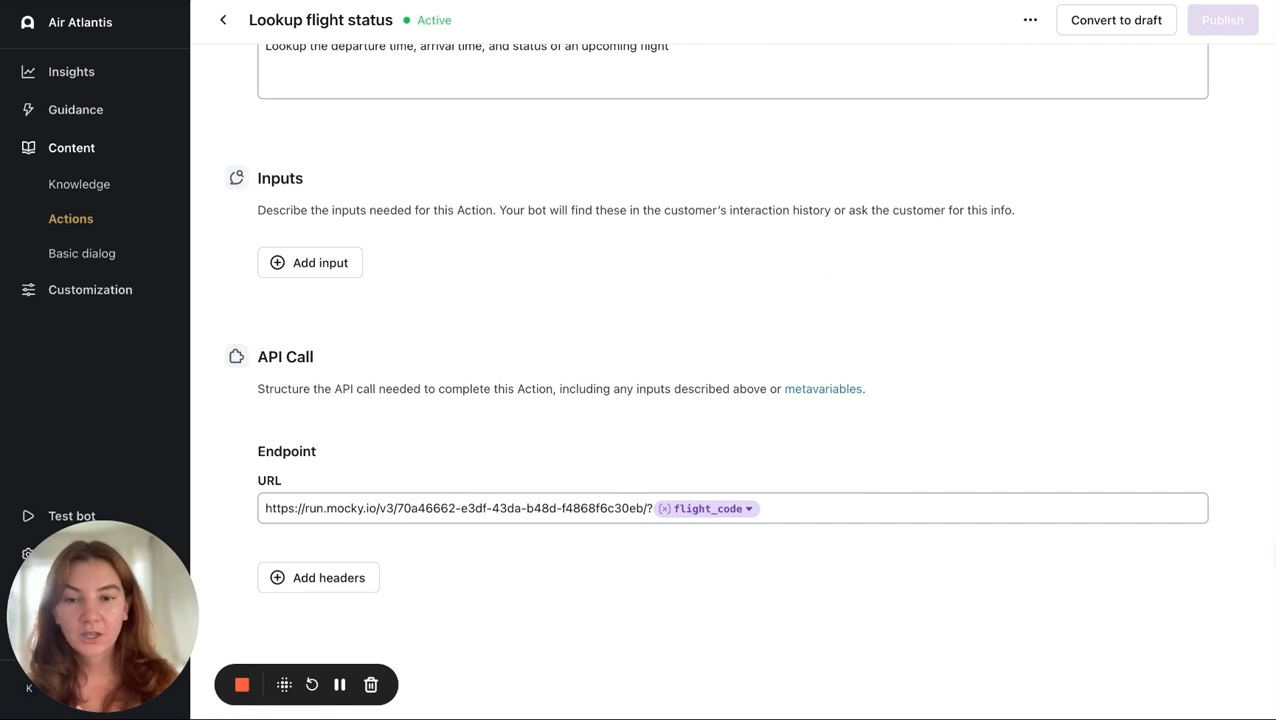 Air Atlantis
Lookup flight status
Active
Convert to draft
Publish
Lookup the departure time, arrival time, and status of an upcoming flight
Insights
Guidance
Content
Knowledge
Actions
Basic dialog
Customization
Test bot
K
Inputs
Describe the inputs needed for this Action. Your bot will find these in the customer's interaction history or ask the customer for this info.
Add input
API Call
Structure the API call needed to complete this Action, including any inputs described above or metavariables.
Endpoint
URL
https://run.mocky.io/v3/70a46662-e3df-43da-b48d-f4868f6c30eb/? flight_code
Add headers